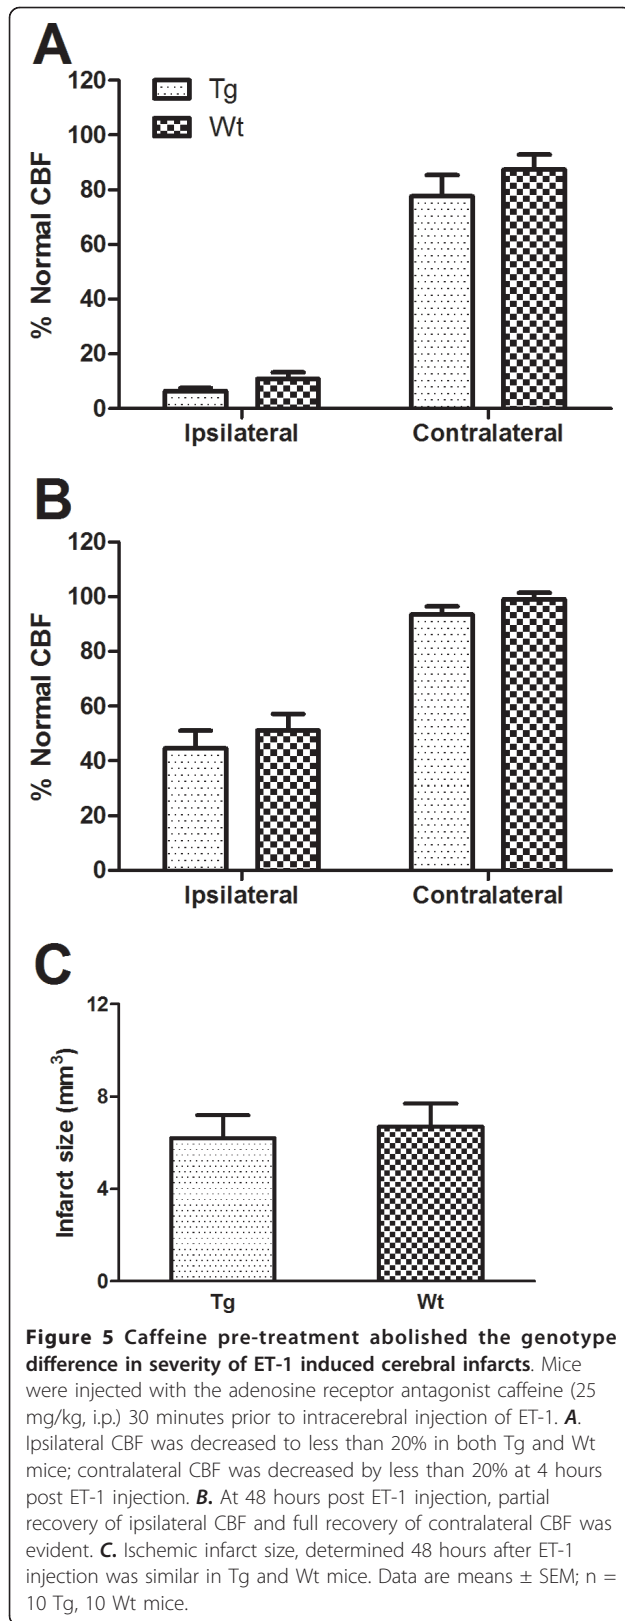 A
120
100
80
60
40
20
0
% Normal CBF
Tg
Wt
Ipsilateral Contralateral
B
120
100
80
60
40
20
0
% Normal CBF
Ipsilateral Contralateral
C
12
8
4
0
Infarct size (mm³)
Tg Wt
Figure 5 Caffeine pre-treatment abolished the genotype
difference in severity of ET-1 induced cerebral infarcts. Mice
were injected with the adenosine receptor antagonist caffeine (25
mg/kg, i.p.) 30 minutes prior to intracerebral injection of ET-1. A.
Ipsilateral CBF was decreased to less than 20% in both Tg and Wt
mice; contralateral CBF was decreased by less than 20% at 4 hours
post ET-1 injection. B. At 48 hours post ET-1 injection, partial
recovery of ipsilateral CBF and full recovery of contralateral CBF was
evident. C. Ischemic infarct size, determined 48 hours after ET-1
injection was similar in Tg and Wt mice. Data are means ± SEM; n =
10 Tg, 10 Wt mice.